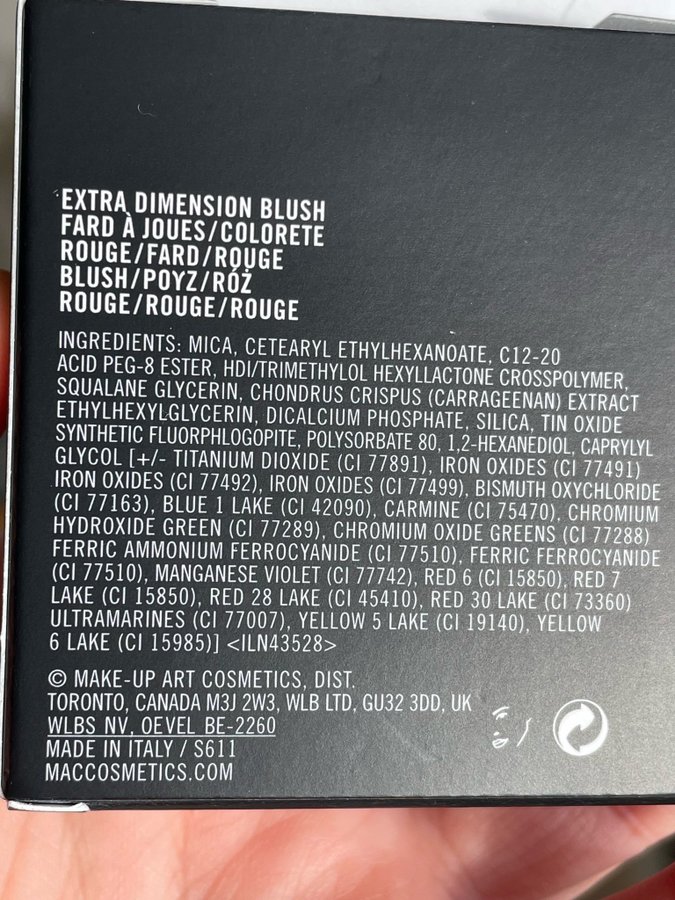 EXTRA DIMENSION BLUSH
FARD À JOUES/COLORETE
ROUGE/FARD/ROUGE
BLUSH/POYZ/RÓŻ
ROUGE/ROUGE/ROUGE
INGREDIENTS: MICA, CETEARYL ETHYLHEXANOATE, C12-20
ACID PEG-8 ESTER, HDI/TRIMETHYLOL HEXYLLACTONE CROSSPOLYMER,
SQUALANE GLYCERIN, CHONDRUS CRISPUS (CARRAGEENAN) EXTRACT
ETHYLHEXYLGLYCERIN, DICALCIUM PHOSPHATE, SILICA, TIN OXIDE
SYNTHETIC FLUORPHLOGOPITE, POLYSORBATE 80, 1,2-HEXANEDIOL, CAPRYLYL
GLYCOL [+/- TITANIUM DIOXIDE (CI 77891), IRON OXIDES (CI 77491)
IRON OXIDES (CI 77492), IRON OXIDES (CI 77499), BISMUTH OXYCHLORIDE
(CI 77163), BLUE 1 LAKE (CI 42090), CARMINE (CI 75470), CHROMIUM
HYDROXIDE GREEN (CI 77289), CHROMIUM OXIDE GREENS (CI 77288)
FERRIC AMMONIUM FERROCYANIDE (CI 77510), FERRIC FERROCYANIDE
(CI 77510), MANGANESE VIOLET (CI 77742), RED 6 (CI 15850), RED 7
LAKE (CI 15850), RED 28 LAKE (CI 45410), RED 30 LAKE (CI 73360)
ULTRAMARINES (CI 77007), YELLOW 5 LAKE (CI 19140), YELLOW
6 LAKE (CI 15985)] <ILN43528>
© MAKE-UP ART COSMETICS, DIST.
TORONTO, CANADA M3J 2W3, WLB LTD, GU32 3DD, UK
WLBS NV, OEVEL BE-2260
MADE IN ITALY / S611
MACCOSMETICS.COM